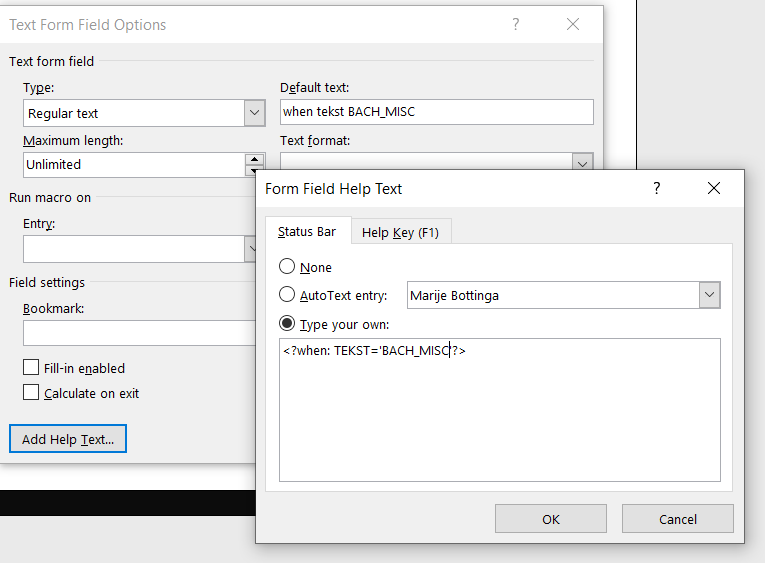 Text Form Field Options ?
Text form field
Type: Default text:
Regular text when tekst BACH_MISC
Maximum length: Text format:
Unlimited
Form Field Help Text ?
Run macro on
Entry:
Status Bar Help Key (F1)
None
Field settings
AutoText entry: Marije Bottinga
Bookmark:
Type your own:
<?when: TEKST='BACH_MISC'?>
Fill-in enabled
Calculate on exit
Add Help Text...
OK Cancel